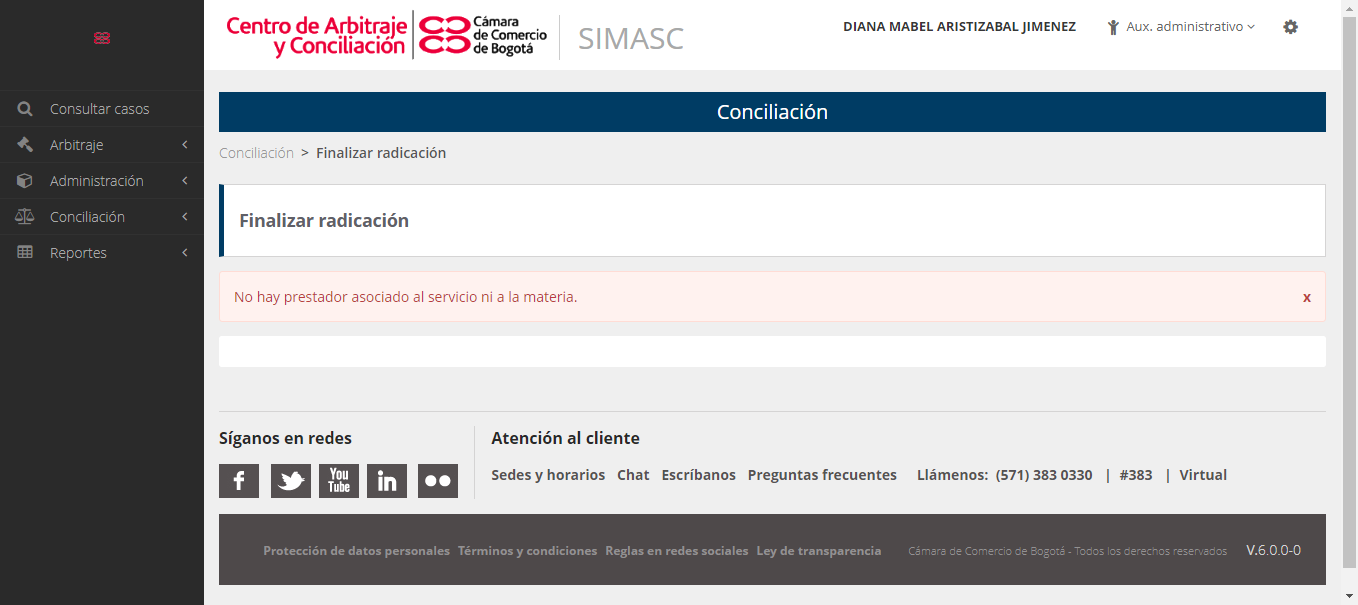 Centro de Arbitraje
y Conciliación
Cámara
de Comercio
de Bogotá
SIMASC
DIANA MABEL ARISTIZABAL JIMENEZ
Aux. administrativo
Consultar casos
Arbitraje
Administración
Conciliación
Reportes
Conciliación
Conciliación > Finalizar radicación
Finalizar radicación
No hay prestador asociado al servicio ni a la materia.
x
Síganos en redes
f
You
Tube
in
Atención al cliente
Sedes y horarios Chat Escríbanos Preguntas frecuentes Llámenos: (571) 383 0330 | #383 | Virtual
Protección de datos personales Términos y condiciones Reglas en redes sociales Ley de transparencia Cámara de Comercio de Bogotá - Todos los derechos reservados V.6.0.0-0